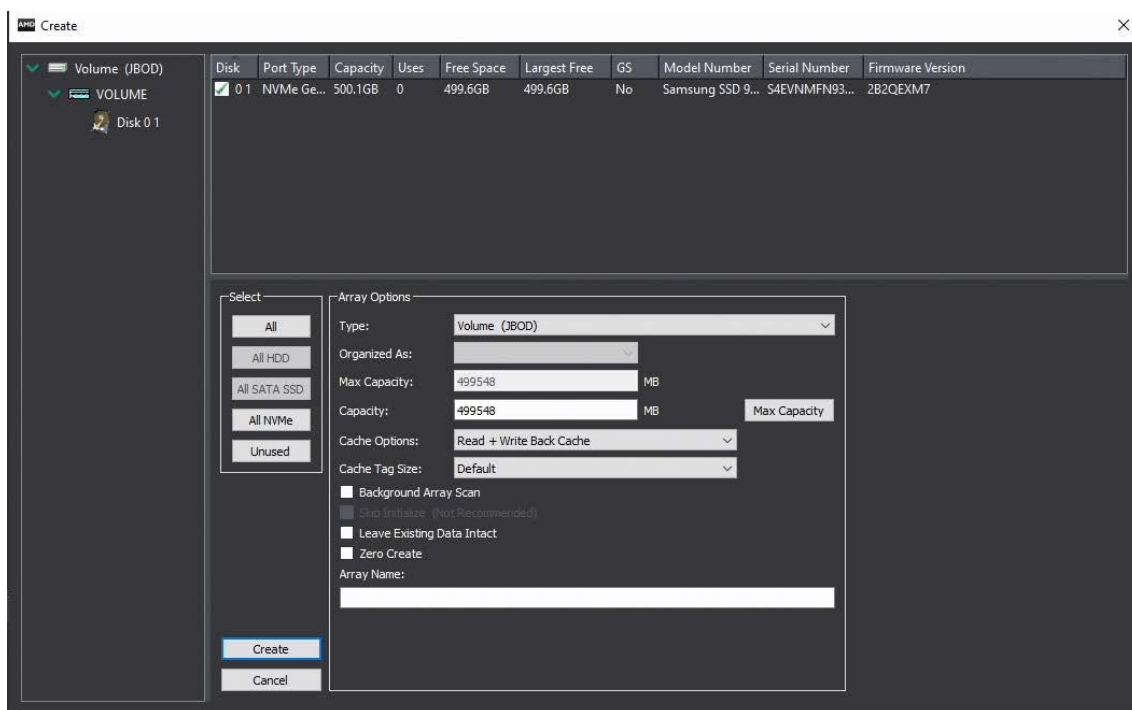 AMD Create
Volume (JBOD)
VOLUME
Disk 0 1
Disk Port Type Capacity Uses Free Space Largest Free GS Model Number Serial Number Firmware Version
0 1 NVMe Ge... 500.1GB 0 499.6GB 499.6GB No Samsung SSD 9... S4EVNMFN93... 2B2QEXM7
Select
All
All HDD
All SATA SSD
All NVMe
Unused
Array Options
Type: Volume (JBOD)
Organized As:
Max Capacity: 499548 MB
Capacity: 499548 MB Max Capacity
Cache Options: Read + Write Back Cache
Cache Tag Size: Default
Background Array Scan
Skip Initialize (Not Recommended)
Leave Existing Data Intact
Zero Create
Array Name:
Create
Cancel